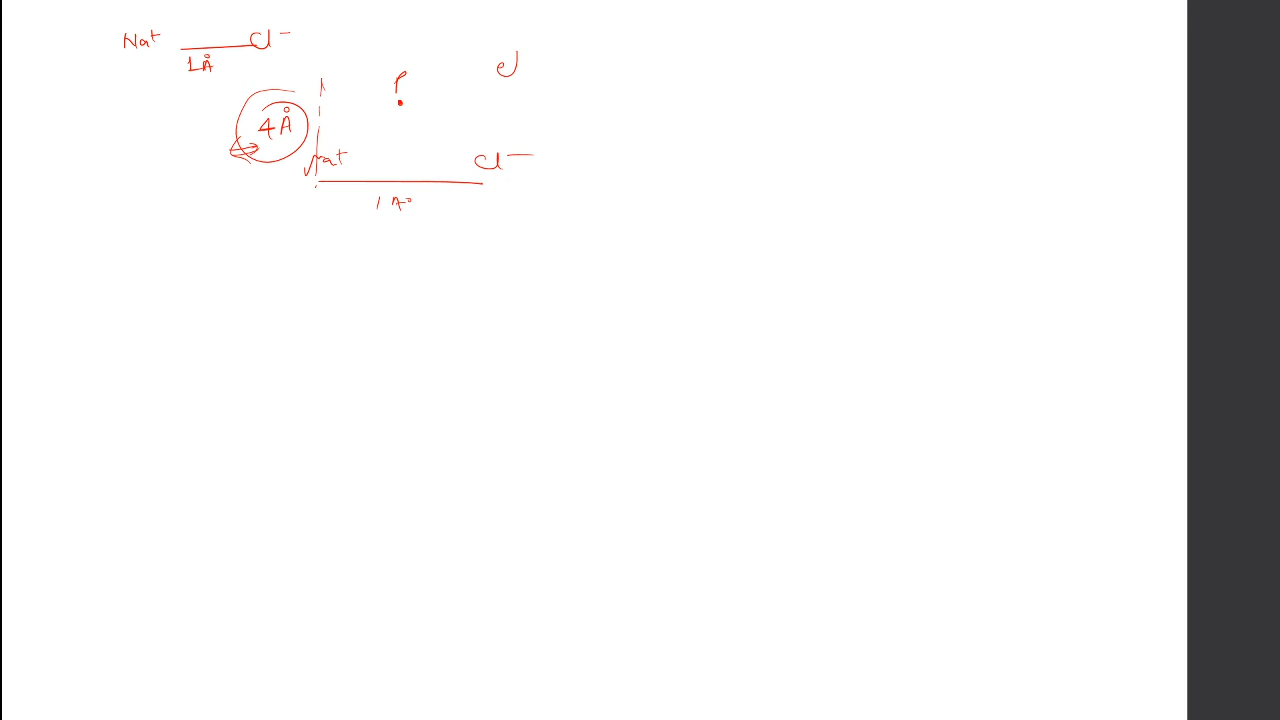 Na+ Cl−
1Å
P
4Å
Na+ Cl−
1 A°